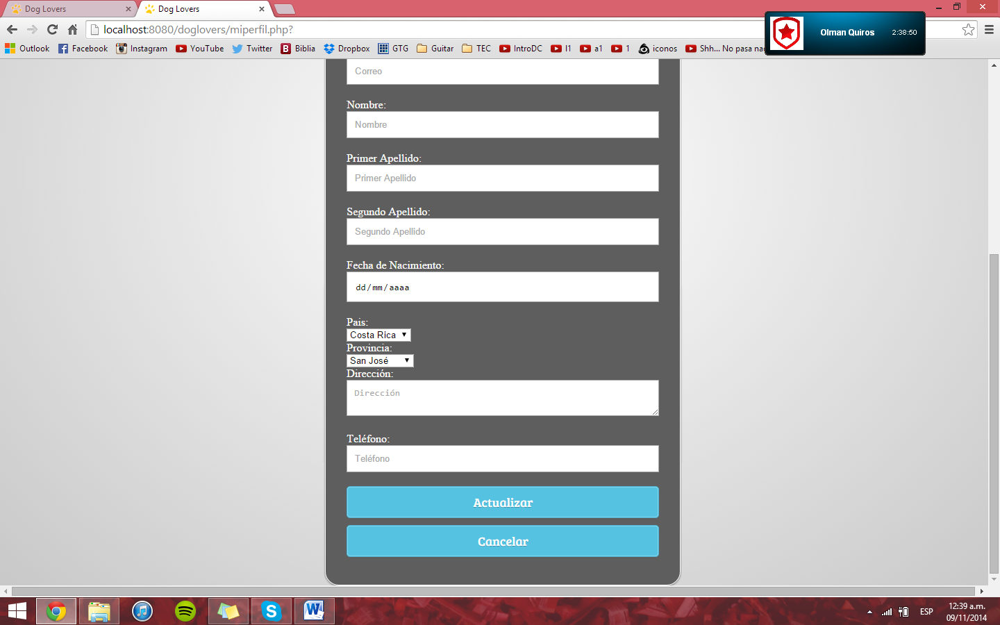 Dog Lovers
Dog Lovers
localhost:8080/doglovers/miperfil.php?
Olman Quiros
2:38:50
Outlook
Facebook
Instagram
YouTube
Twitter
Biblia
Dropbox
GTG
Guitar
TEC
IntroDC
a1
1
iconos
Shh... No pasa na
Correo
Nombre:
Nombre
Primer Apellido:
Primer Apellido
Segundo Apellido:
Segundo Apellido
Fecha de Nacimiento:
dd/mm/aaaa
Pais:
Costa Rica
Provincia:
San José
Dirección:
Dirección
Teléfono:
Teléfono
Actualizar
Cancelar
ESP
12:39 a.m.
09/11/2014